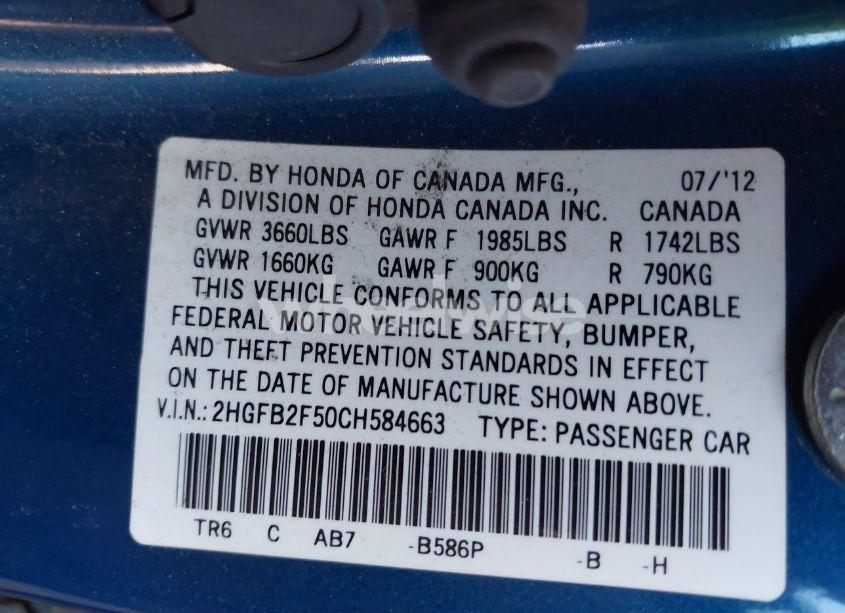 MFD. BY HONDA OF CANADA MFG., 07/'12
A DIVISION OF HONDA CANADA INC. CANADA
GVWR 3660LBS GAWR F 1985LBS R 1742LBS
GVWR 1660KG GAWR F 900KG R 790KG
THIS VEHICLE CONFORMS TO ALL APPLICABLE
FEDERAL MOTOR VEHICLE SAFETY, BUMPER,
AND THEFT PREVENTION STANDARDS IN EFFECT
ON THE DATE OF MANUFACTURE SHOWN ABOVE.
V.I.N.: 2HGFB2F50CH584663 TYPE: PASSENGER CAR
TR6 C AB7 -B586P -B -H